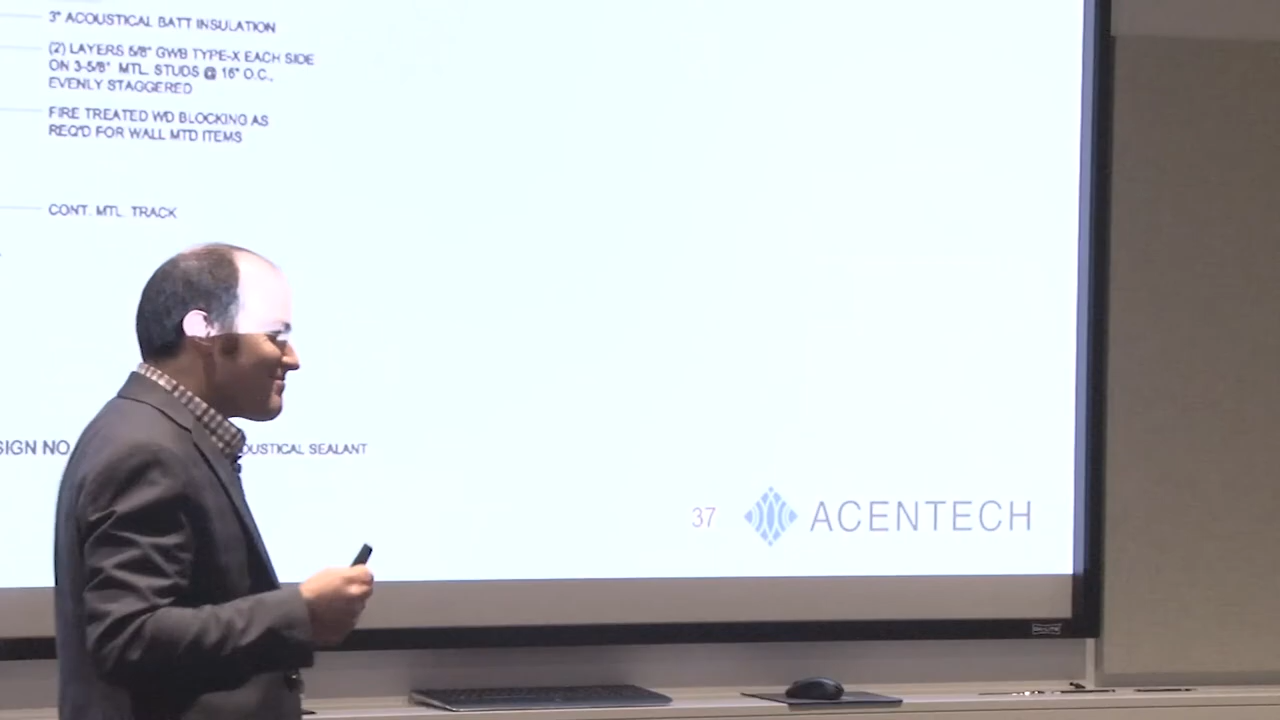 3" ACOUSTICAL BATT INSULATION
(2) LAYERS 5/8" GWB TYPE-X EACH SIDE
ON 3-5/8" MTL. STUDS @ 16" O.C.,
EVENLY STAGGERED
FIRE TREATED WD BLOCKING AS
REQ'D FOR WALL MTD ITEMS
CONT. MTL. TRACK
SIGN NO
OUSTICAL SEALANT
37 ACENTECH